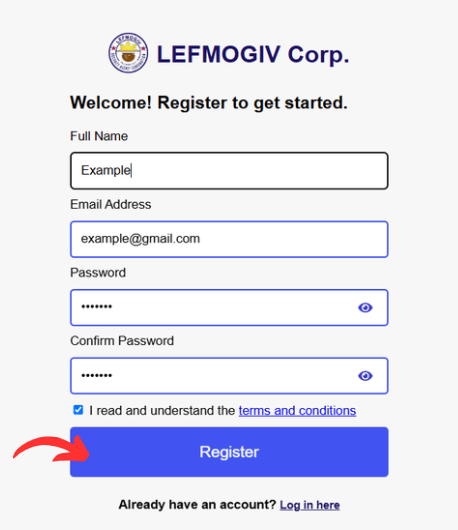 LEFMOGIV Corp.
Welcome! Register to get started.
Full Name
Example
Email Address
example@gmail.com
Password
•••••••
Confirm Password
•••••••
I read and understand the terms and conditions
Register
Already have an account? Log in here